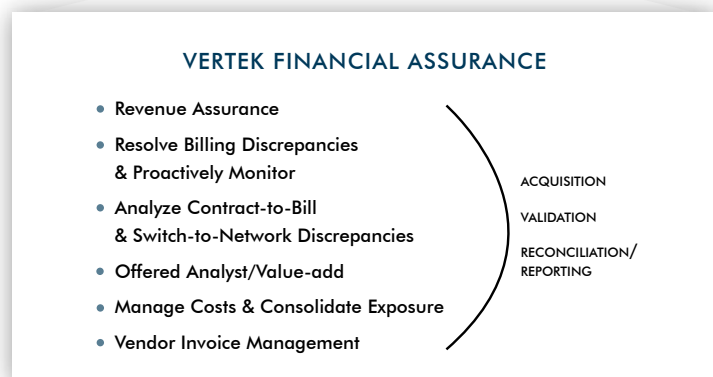 VERTEK FINANCIAL ASSURANCE
• Revenue Assurance
• Resolve Billing Discrepancies
& Proactively Monitor
• Analyze Contract-to-Bill
& Switch-to-Network Discrepancies
• Offered Analyst/Value-add
• Manage Costs & Consolidate Exposure
• Vendor Invoice Management
ACQUISITION
VALIDATION
RECONCILIATION/
REPORTING